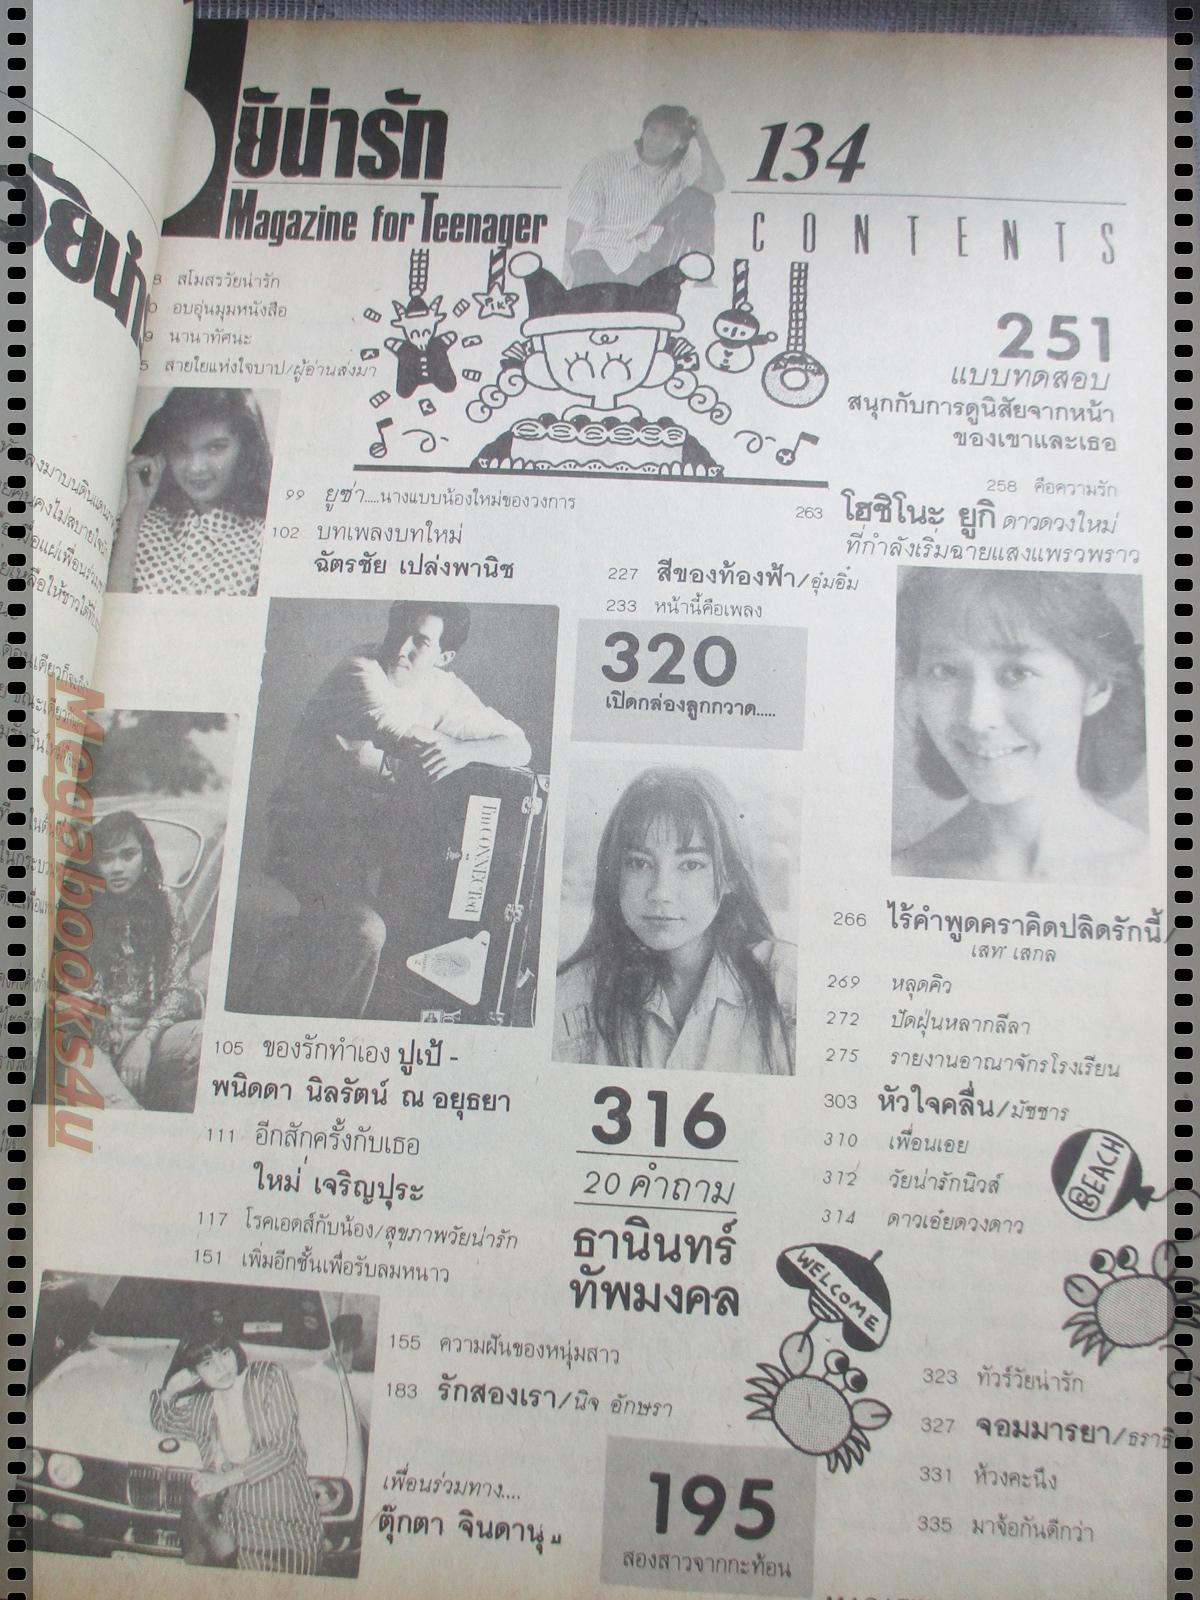 ยัน่ารัก
Magazine for Teenager
134
CONTENTS
8 สโมสรวัยน่ารัก
อบอุ่นมุมหนังสือ
นานาทัศนะ
สายใยแห่งใจบาป/ผู้อ่านส่งมา
99 ยูซ่า.....นางแบบน้องใหม่ของวงการ
102 บทเพลงบทใหม่
ฉัตรชัย เปล่งพานิช
I'm CONNECTed
105 ของรักทำเอง ปูเป้ -
พนิดดา นิลรัตน์ ณ อยุธยา
111 อีกสักครั้งกับเธอ
ใหม่ เจริญปุระ
117 โรคเอดส์กับน้อง/สุขภาพวัยน่ารัก
151 เพิ่มอีกชั้นเพื่อรับลมหนาว
155 ความฝันของหนุ่มสาว
183 รักสองเรา/นิจ อักษรา
เพื่อนร่วมทาง....
ตุ๊กตา จินดานุ
195
สองสาวจากกะท้อน
227 สีของท้องฟ้า/อุ๋มอิ๋ม
233 หน้านี้คือเพลง
320
เปิดกล่องลูกกวาด.....
316
20 คำถาม
ธานินทร์
ทัพมงคล
251
แบบทดสอบ
สนุกกับการดูนิสัยจากหน้า
ของเขาและเธอ
258 คือความรัก
263 โฮชิโนะ ยูกิ ดาวดวงใหม่
ที่กำลังเริ่มฉายแสงแพรวพราว
266 ไร้คำพูดคราคิดปลิดรักนี้/
เสฑ เสกล
269 หลุดคิว
272 ปัดฝุ่นหลากลีลา
275 รายงานอาณาจักรโรงเรียน
303 หัวใจคลื่น/มัชชาร
310 เพื่อนเอย
312 วัยน่ารักนิวส์
314 ดาวเอ๋ยดวงดาว
BEACH
WELCOME
323 ทัวร์วัยน่ารัก
327 จอมมารยา/ธราธิ
331 ห้วงคะนึง
335 มาจ้อกันดีกว่า
Megabooks4u